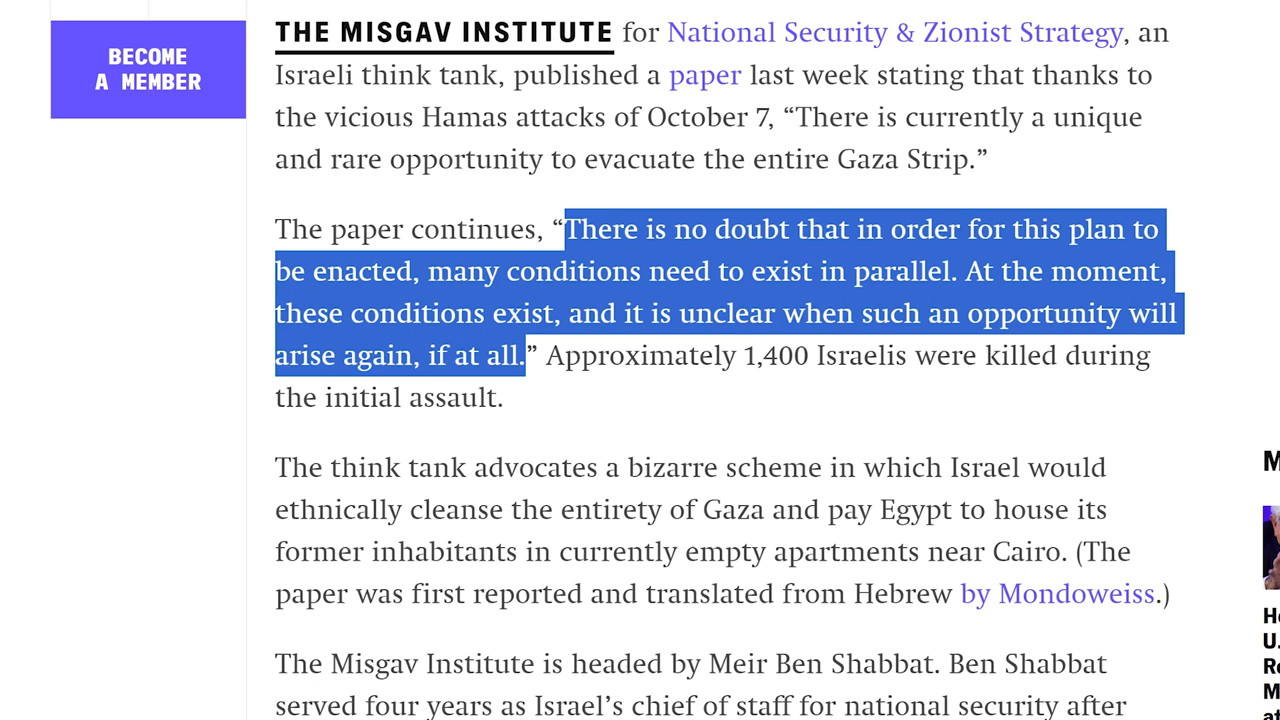 BECOME
A MEMBER
THE MISGAV INSTITUTE for National Security & Zionist Strategy, an
Israeli think tank, published a paper last week stating that thanks to
the vicious Hamas attacks of October 7, “There is currently a unique
and rare opportunity to evacuate the entire Gaza Strip.”
The paper continues, “There is no doubt that in order for this plan to
be enacted, many conditions need to exist in parallel. At the moment,
these conditions exist, and it is unclear when such an opportunity will
arise again, if at all.” Approximately 1,400 Israelis were killed during
the initial assault.
The think tank advocates a bizarre scheme in which Israel would
ethnically cleanse the entirety of Gaza and pay Egypt to house its
former inhabitants in currently empty apartments near Cairo. (The
paper was first reported and translated from Hebrew by Mondoweiss.)
The Misgav Institute is headed by Meir Ben Shabbat. Ben Shabbat
served four years as Israel’s chief of staff for national security after